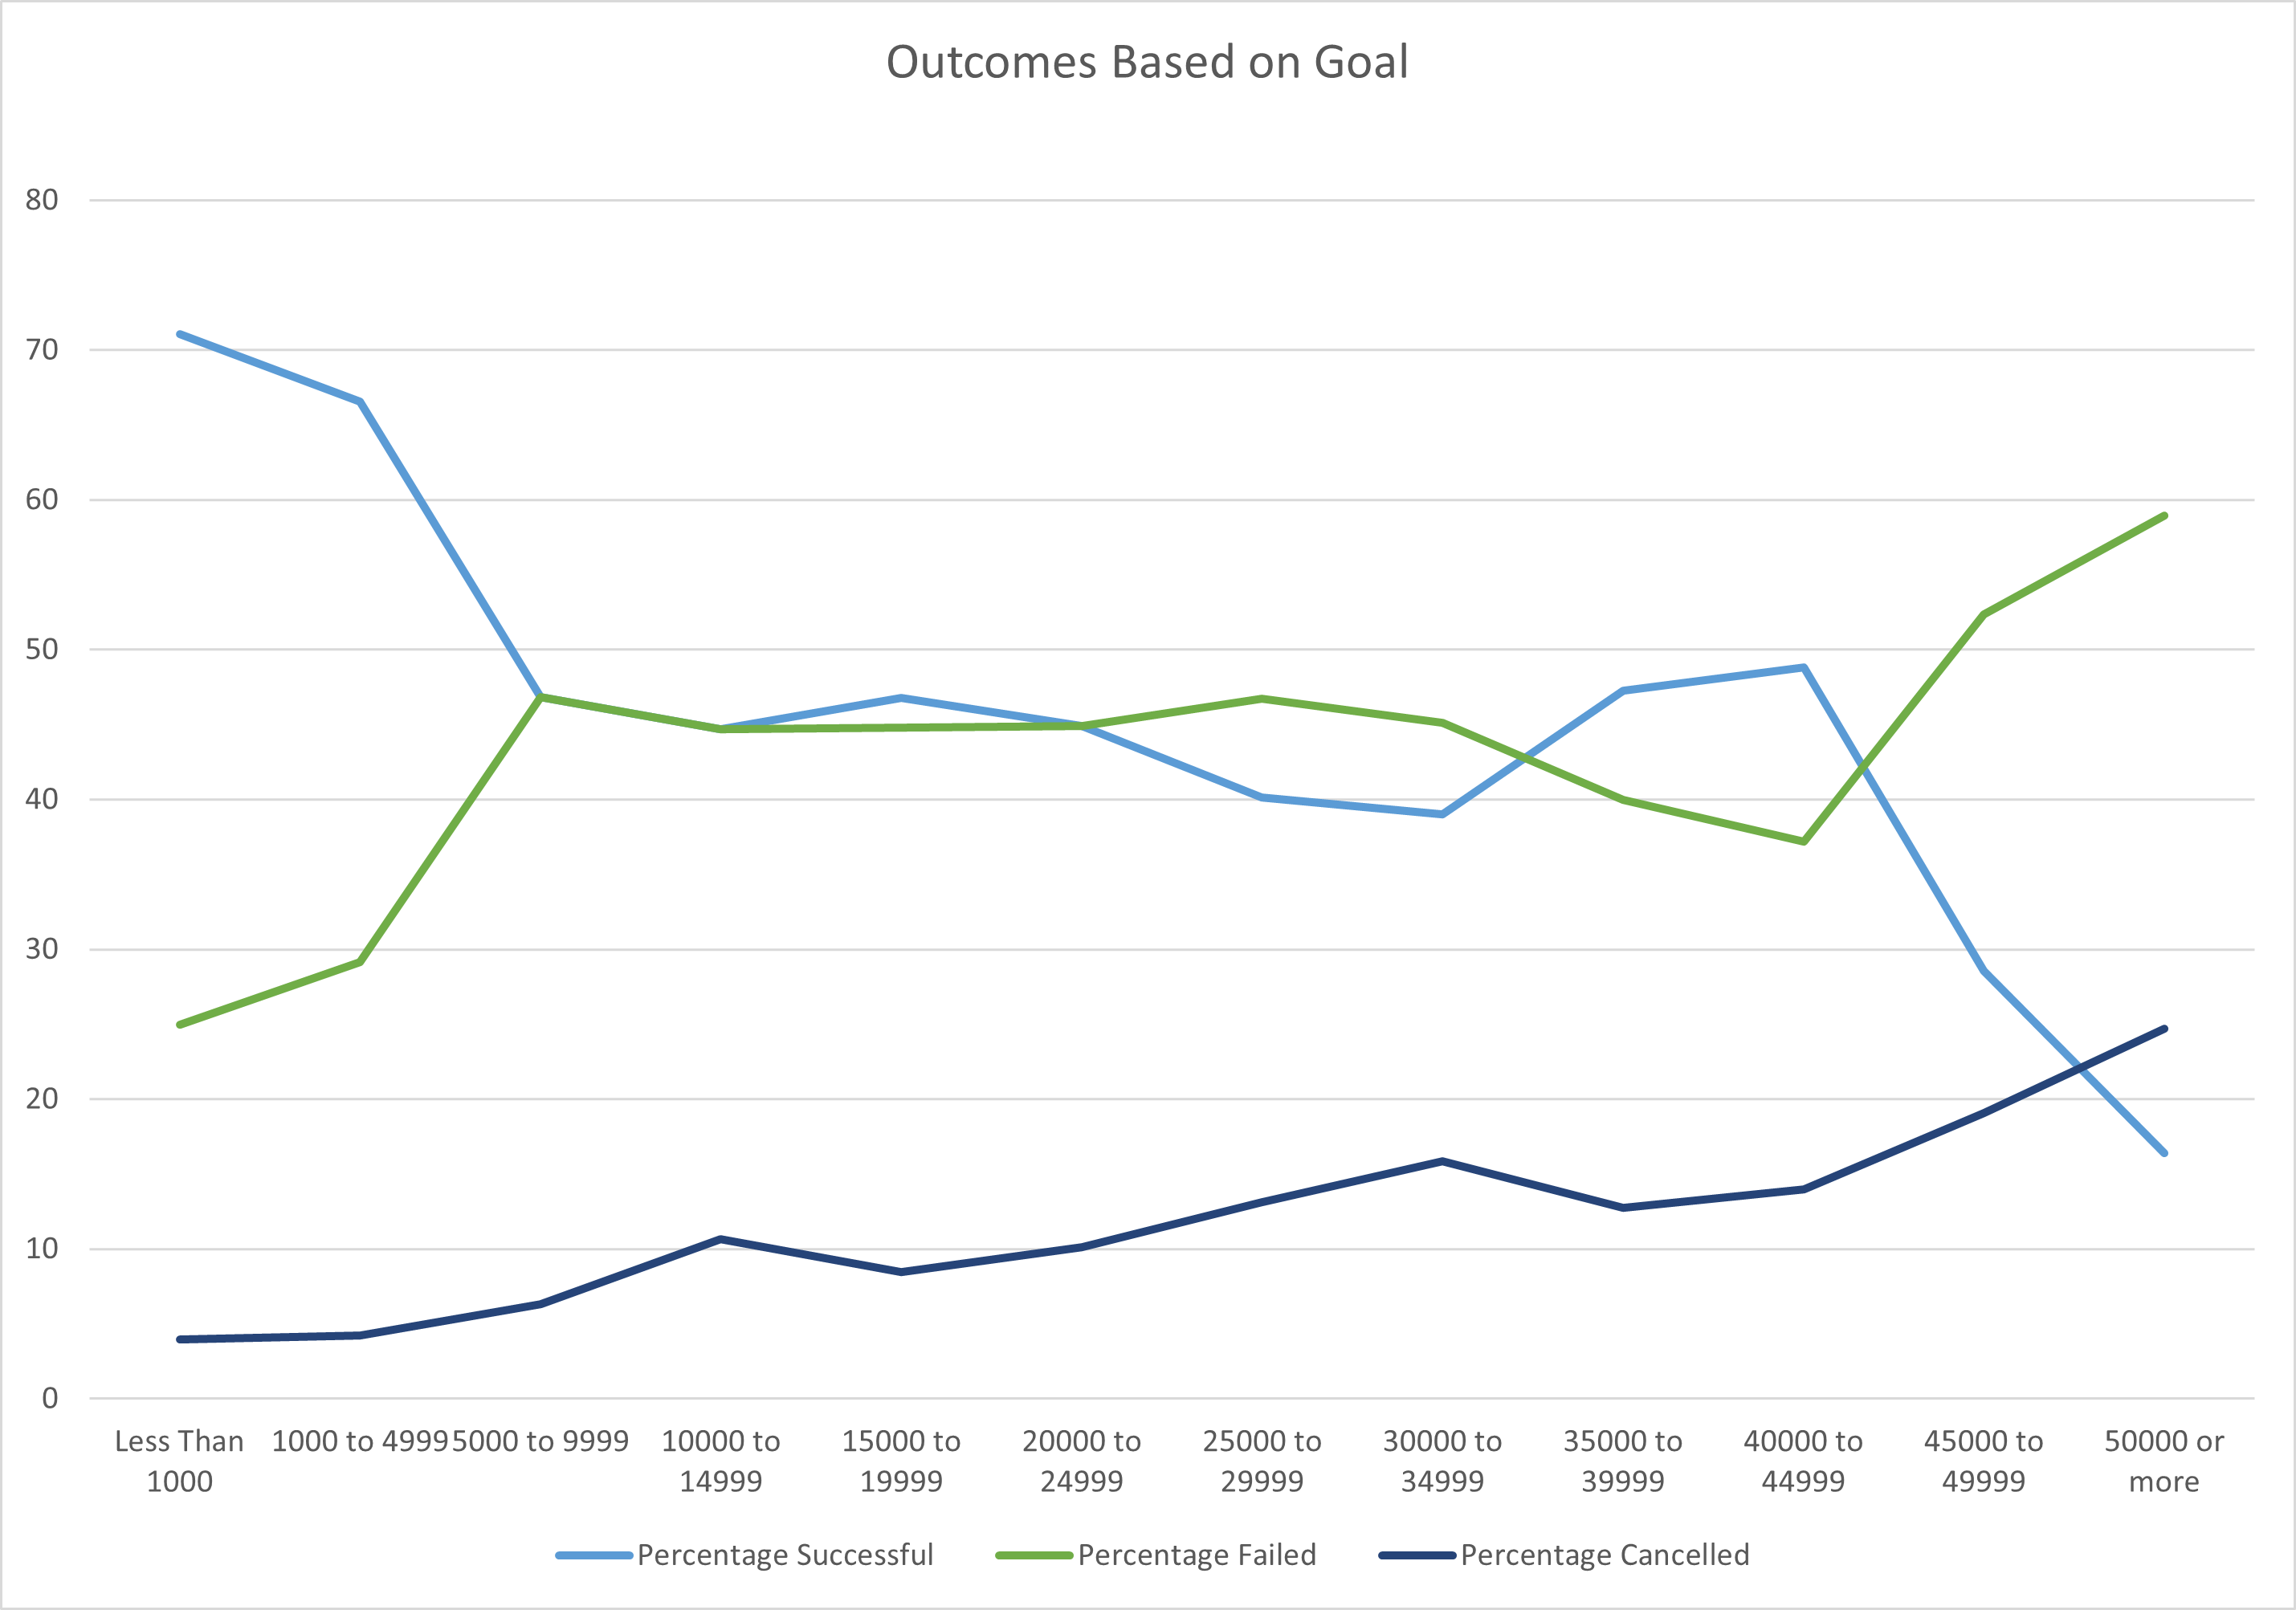 Outcomes Based on Goal
80
70
60
50
40
30
20
10
0
Less Than
1000
1000 to 4999
5000 to 9999
10000 to
14999
15000 to
19999
20000 to
24999
25000 to
29999
30000 to
34999
35000 to
39999
40000 to
44999
45000 to
49999
50000 or
more
Percentage Successful
Percentage Failed
Percentage Cancelled